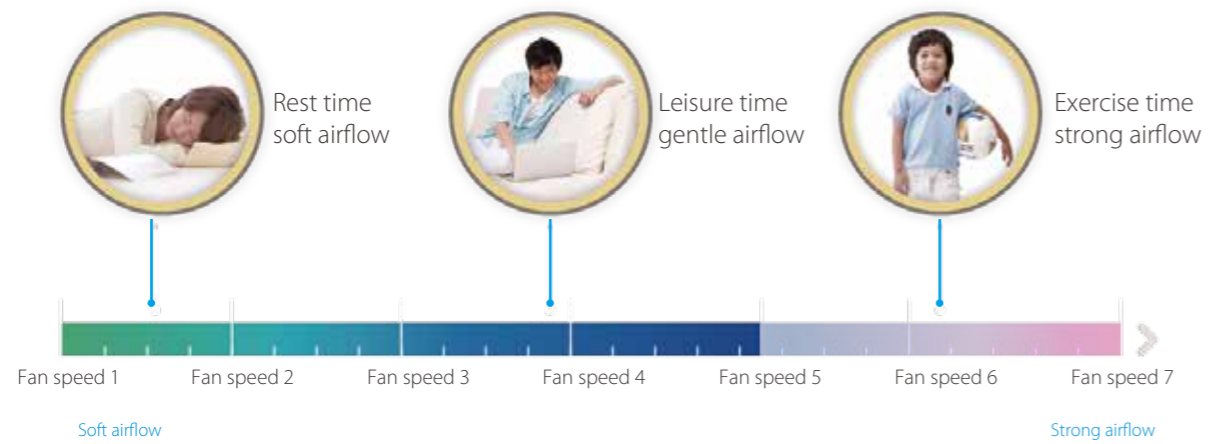 Rest time
soft airflow
Leisure time
gentle airflow
Exercise time
strong airflow
Fan speed 1
Fan speed 2
Fan speed 3
Fan speed 4
Fan speed 5
Fan speed 6
Fan speed 7
Soft airflow
Strong airflow